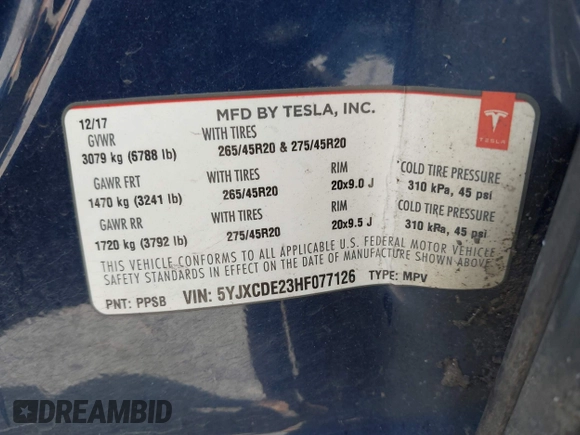 MFD BY TESLA, INC.
12/17
GVWR WITH TIRES
3079 kg (6788 lb) 265/45R20 & 275/45R20
GAWR FRT WITH TIRES RIM COLD TIRE PRESSURE
1470 kg (3241 lb) 265/45R20 20x9.0 J 310 kPa, 45 psi
GAWR RR WITH TIRES RIM COLD TIRE PRESSURE
1720 kg (3792 lb) 275/45R20 20x9.5 J 310 kPa, 45 psi
THIS VEHICLE CONFORMS TO ALL APPLICABLE U.S. FEDERAL MOTOR VEHICLE
SAFETY STANDARDS IN EFFECT ON THE DATE OF MANUFACTURE SHOWN ABOVE.
PNT: PPSB VIN: 5YJXCDE23HF077126 TYPE: MPV
TESLA
DREAMBID